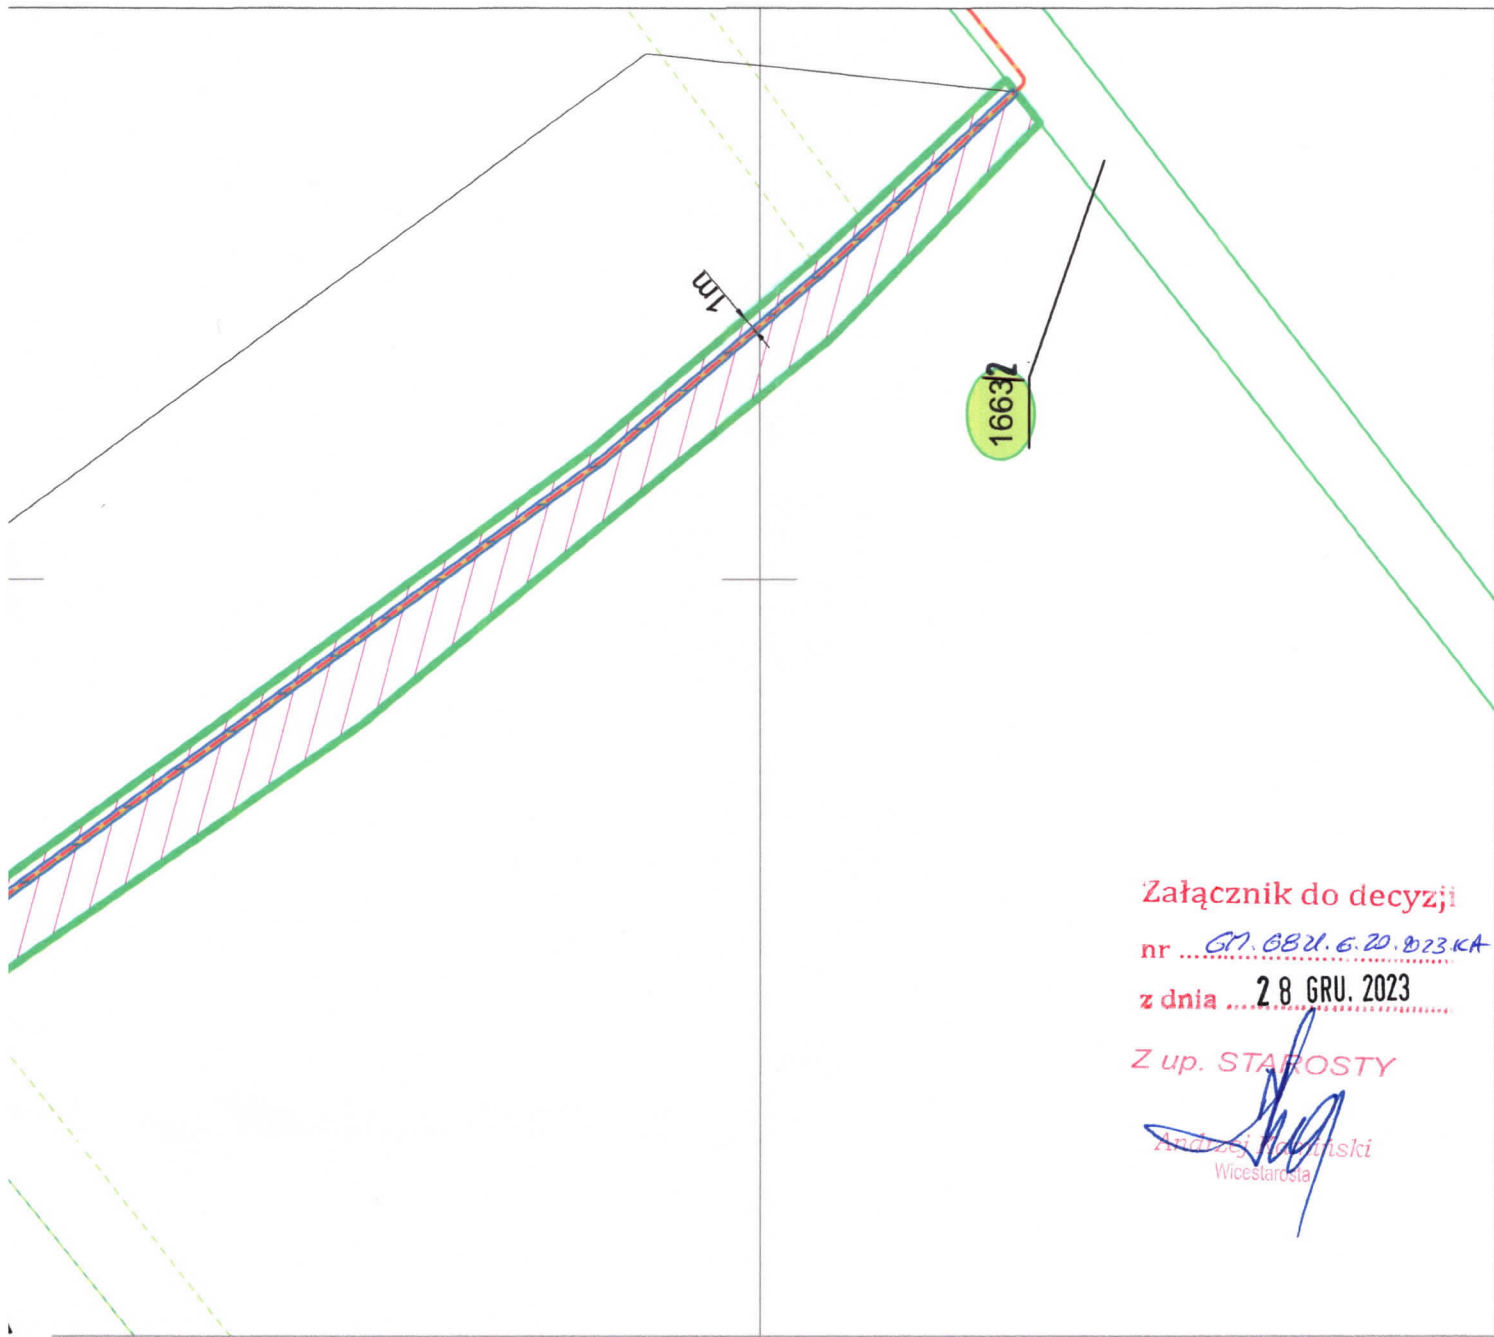 1m
1663
2
Załącznik do decyzji
nr ... GM.6821.6.20.2023.KA
z dnia ... 28 GRU. 2023
Z up. STAROSTY
Andrzej
Wicestarosta